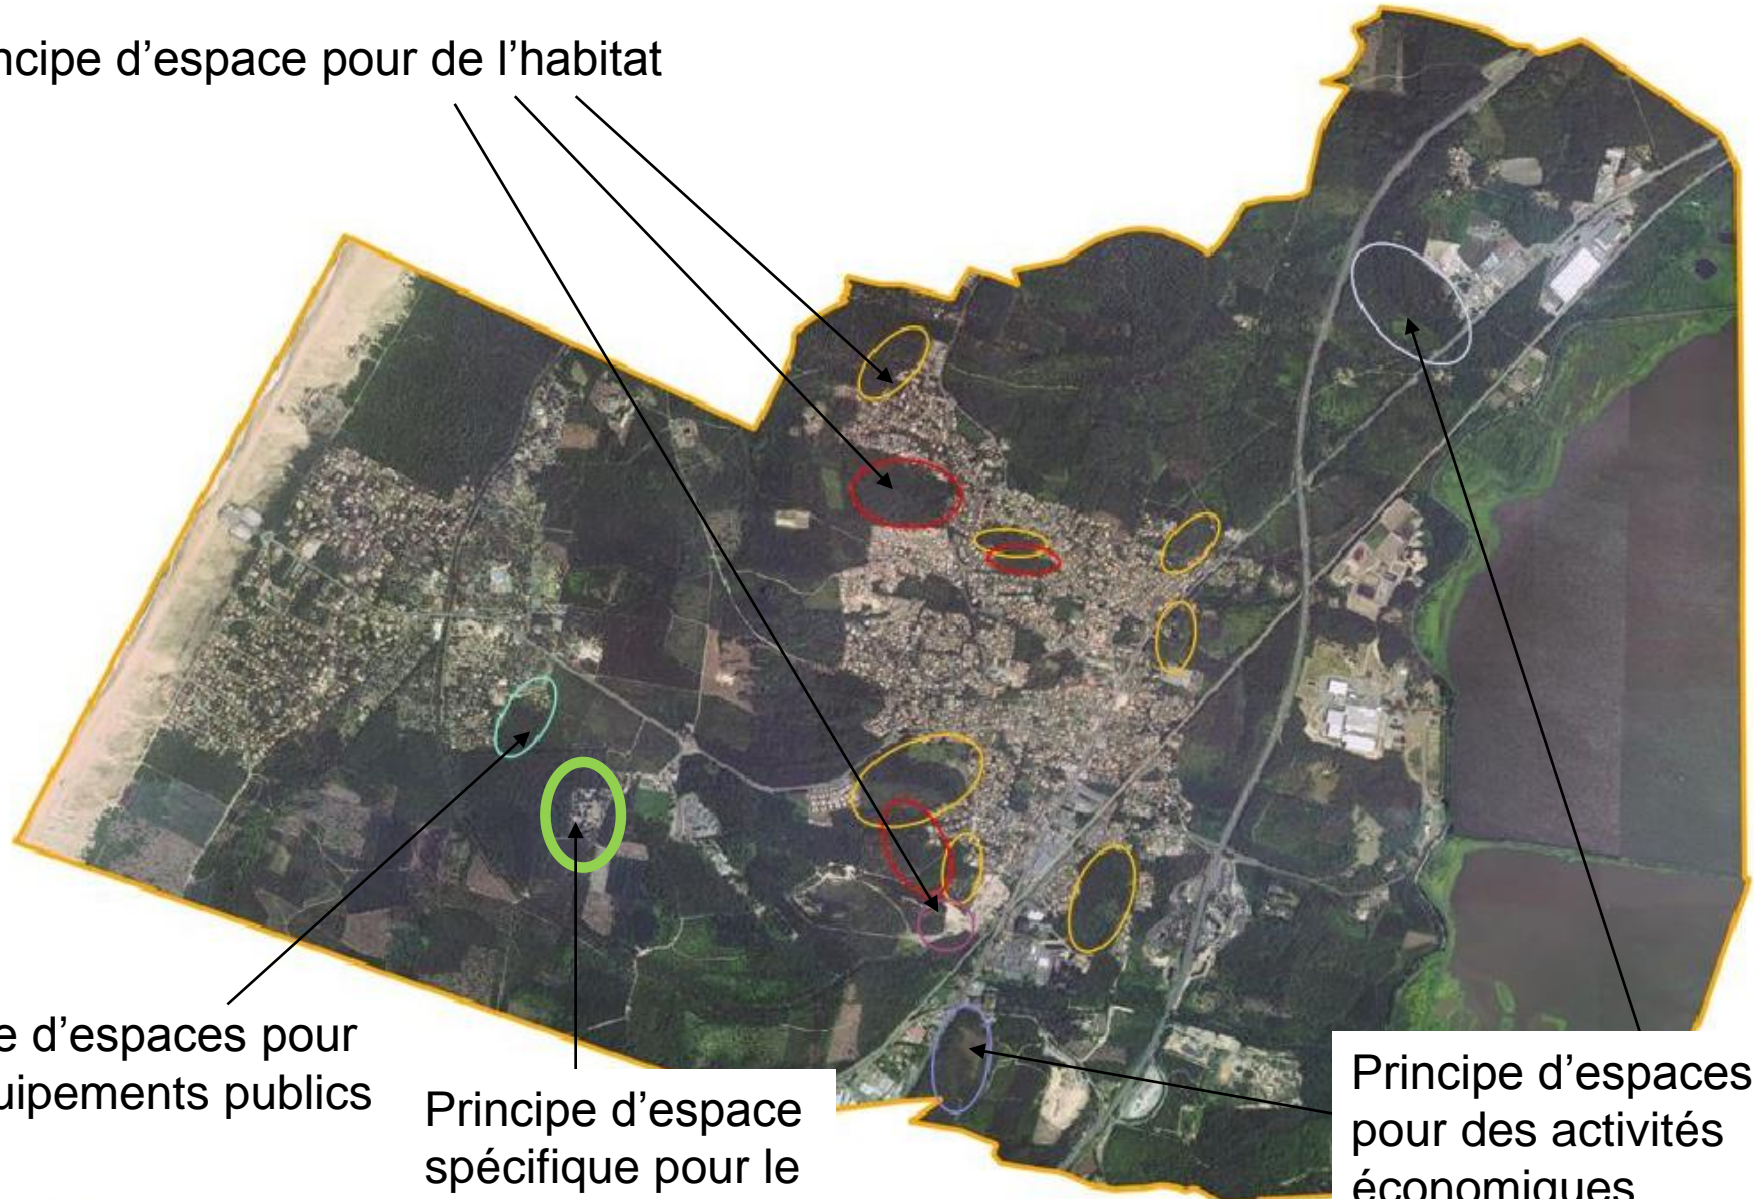 ncipe d'espace pour de l'habitat
e d'espaces pour
uipements publics
Principe d'espace
spécifique pour le
Principe d'espaces
pour des activités
économiques